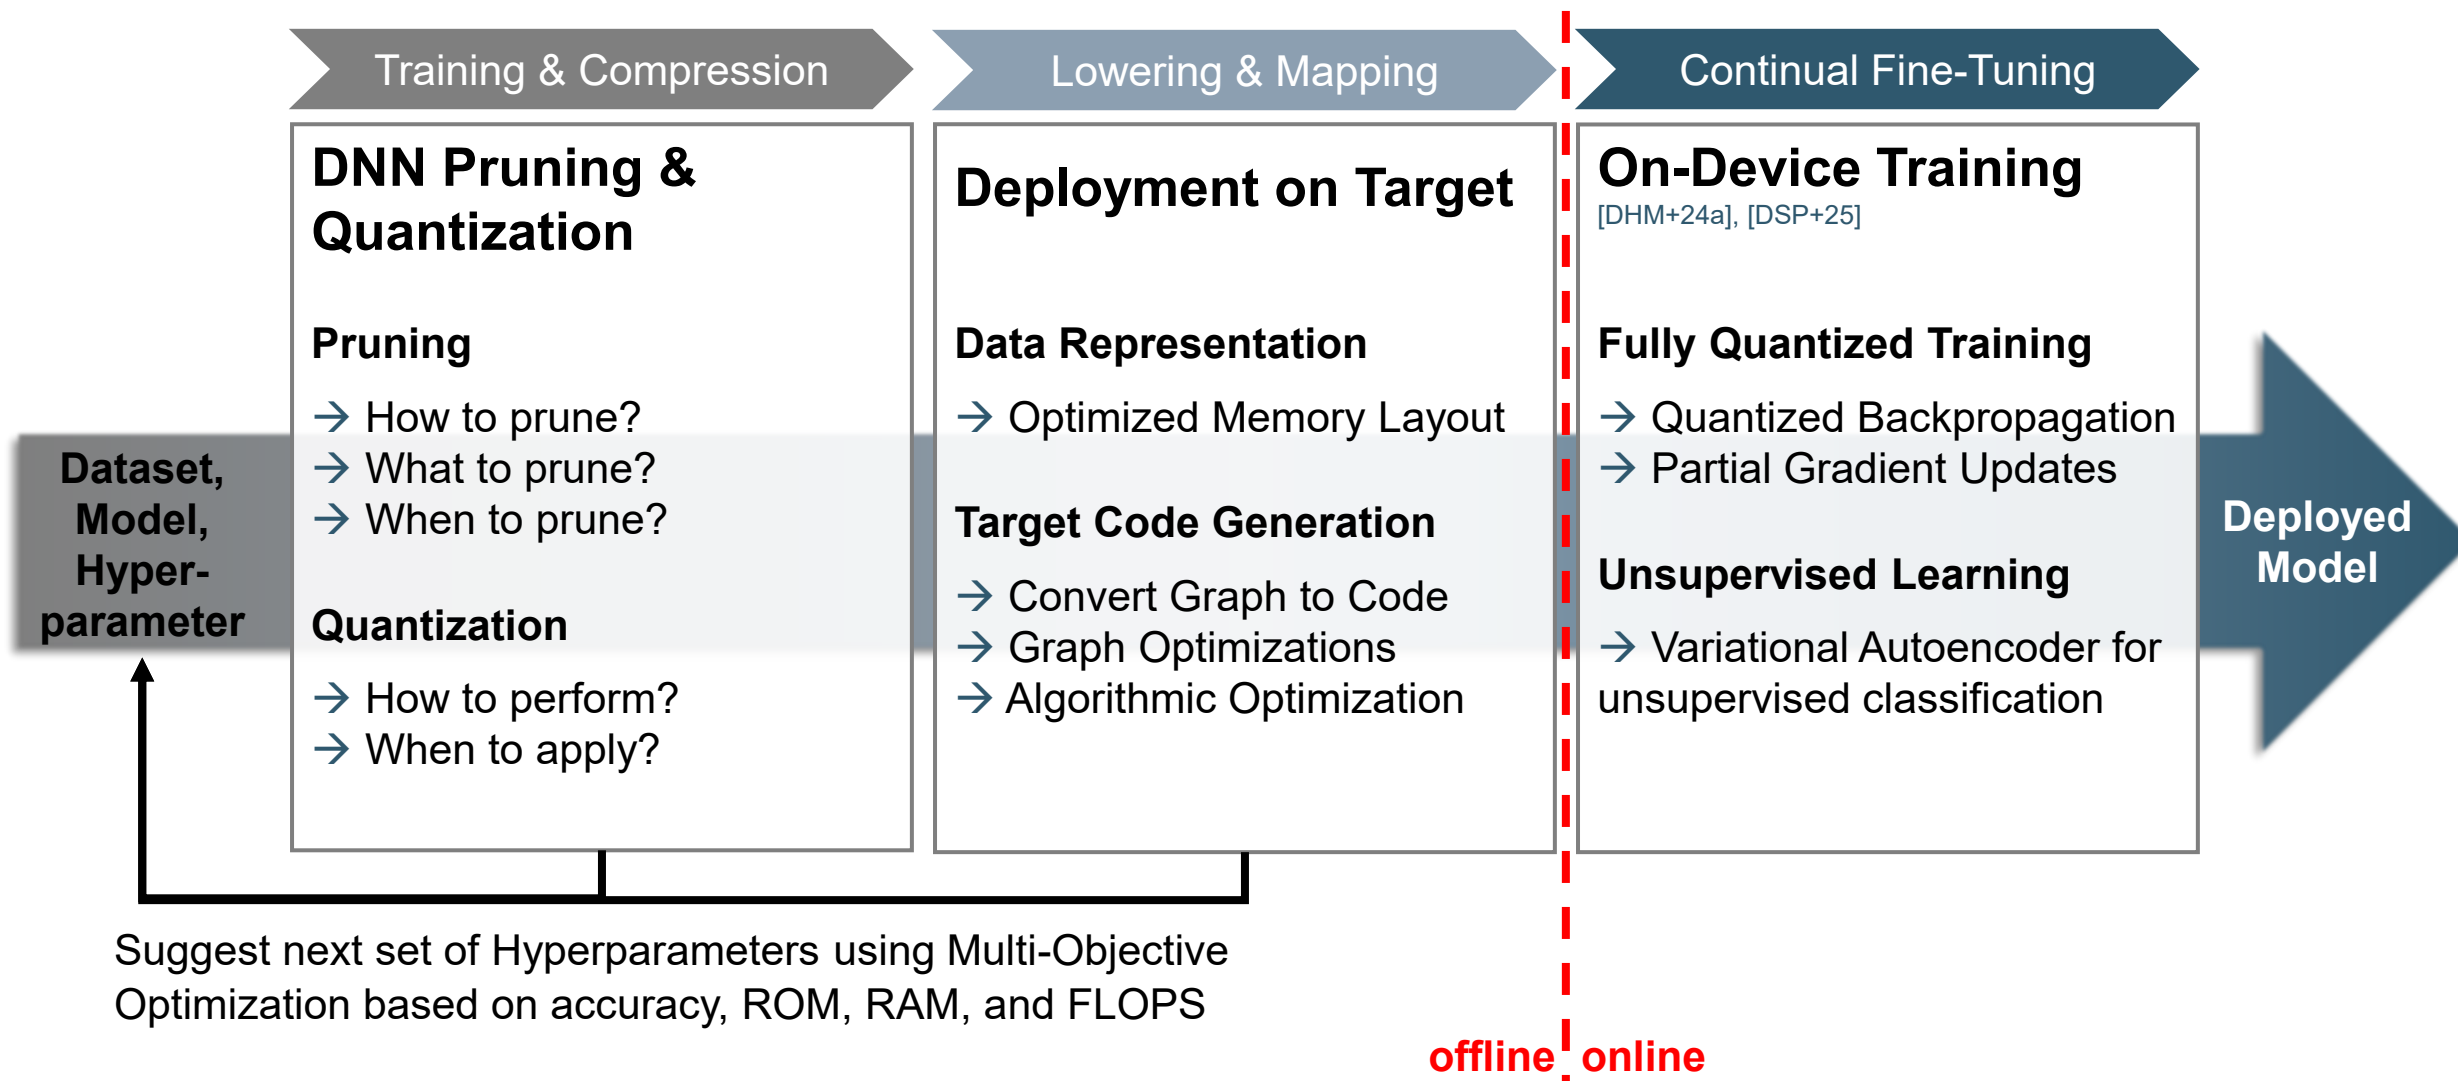 Training & Compression
Lowering & Mapping
Continual Fine-Tuning
Dataset,
Model,
Hyper-
parameter
DNN Pruning &
Quantization
Pruning
→ How to prune?
→ What to prune?
→ When to prune?
Quantization
→ How to perform?
→ When to apply?
Deployment on Target
Data Representation
→ Optimized Memory Layout
Target Code Generation
→ Convert Graph to Code
→ Graph Optimizations
→ Algorithmic Optimization
On-Device Training
[DHM+24a], [DSP+25]
Fully Quantized Training
→ Quantized Backpropagation
→ Partial Gradient Updates
Unsupervised Learning
→ Variational Autoencoder for
unsupervised classification
Deployed
Model
Suggest next set of Hyperparameters using Multi-Objective
Optimization based on accuracy, ROM, RAM, and FLOPS
offline
online